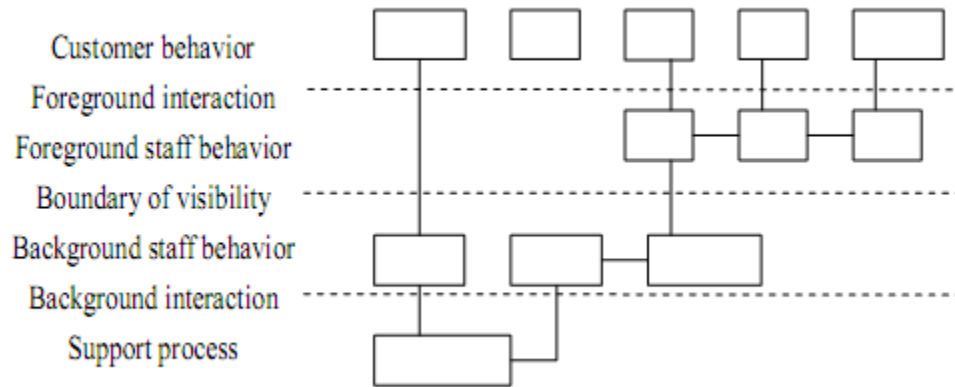 Customer behavior
Foreground interaction
Foreground staff behavior
Boundary of visibility
Background staff behavior
Background interaction
Support process